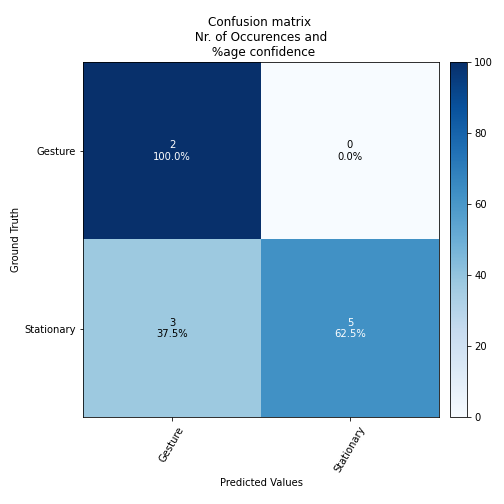 Confusion matrix
Nr. of Occurences and
%age confidence
100
80
60
40
20
0
Ground Truth
Gesture
2
100.0%
0
0.0%
Stationary
3
37.5%
5
62.5%
Gesture
Stationary
Predicted Values